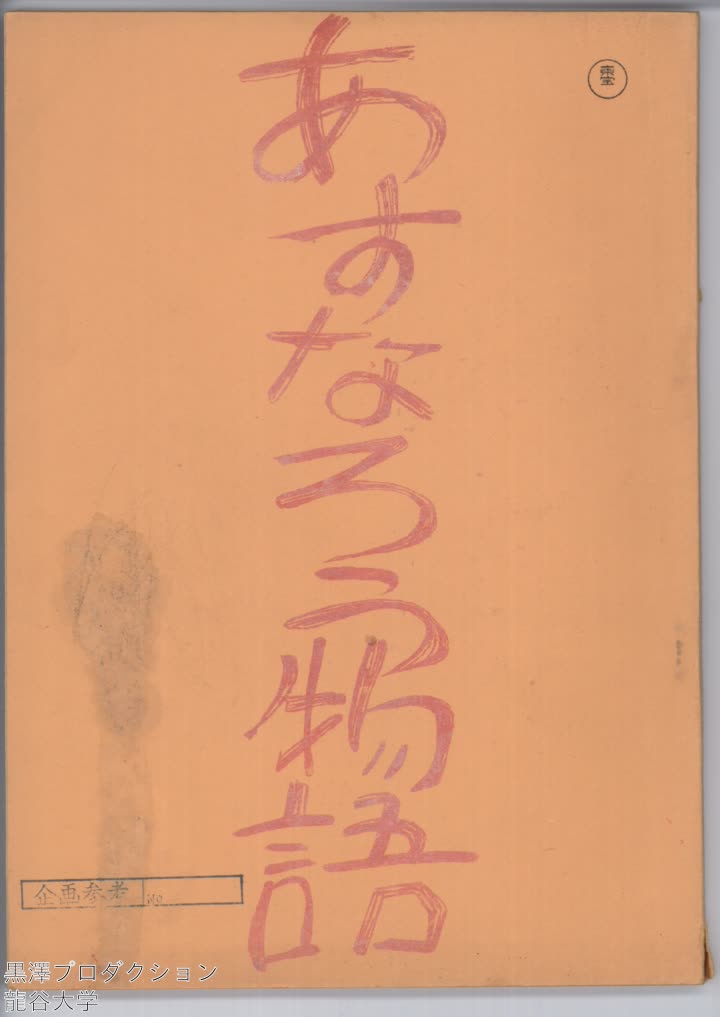 東宝
あすなろう物語
企画参考 No.
黒澤プロダクション
龍谷大学